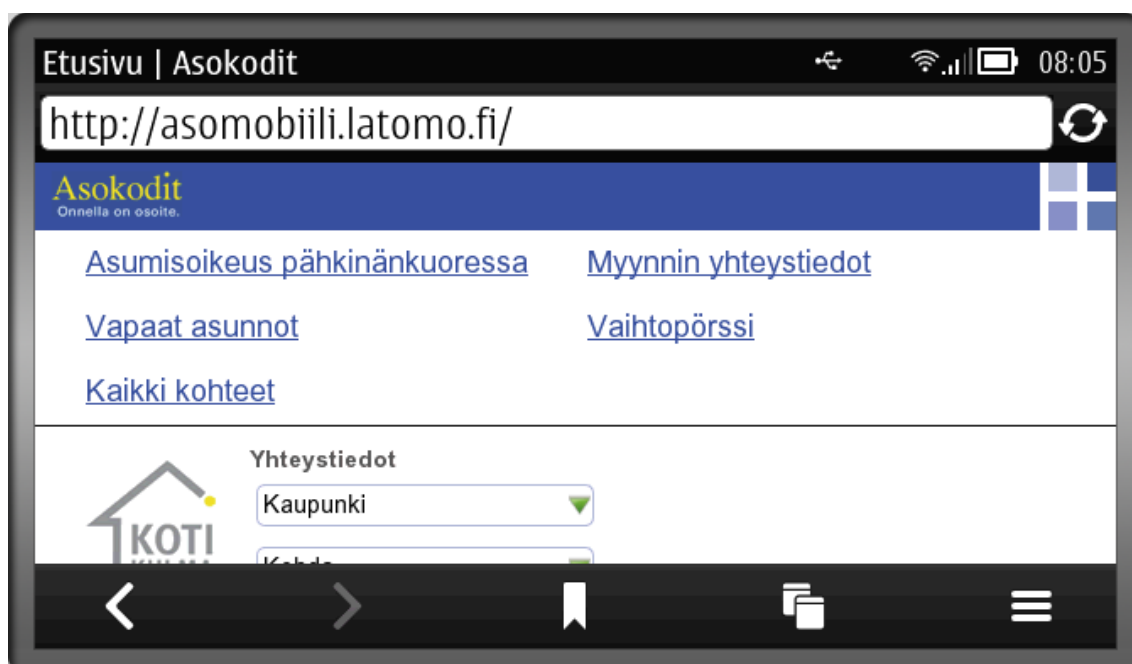 Etusivu | Asokodit 08:05
http://asomobiili.latomo.fi/
Asokodit
Onnella on osoite.
Asumisoikeus pähkinänkuoressa Myynnin yhteystiedot
Vapaat asunnot Vaihtopörssi
Kaikki kohteet
Yhteystiedot
Kaupunki
KOTI